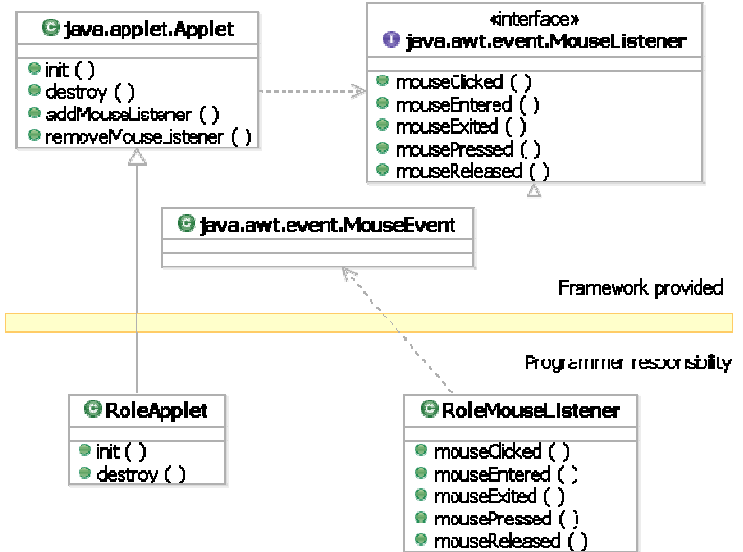 C java.applet.Applet
init ( )
destroy ( )
addMouseListener ( )
removeMouseListener ( )
«interface»
I java.awt.event.MouseListener
mouseClicked ( )
mouseEntered ( )
mouseExited ( )
mousePressed ( )
mouseReleased ( )
C java.awt.event.MouseEvent
Framework provided
Programmer responsibility
C RoleApplet
init ( )
destroy ( )
C RoleMouseListener
mouseClicked ( )
mouseEntered ( )
mouseExited ( )
mousePressed ( )
mouseReleased ( )